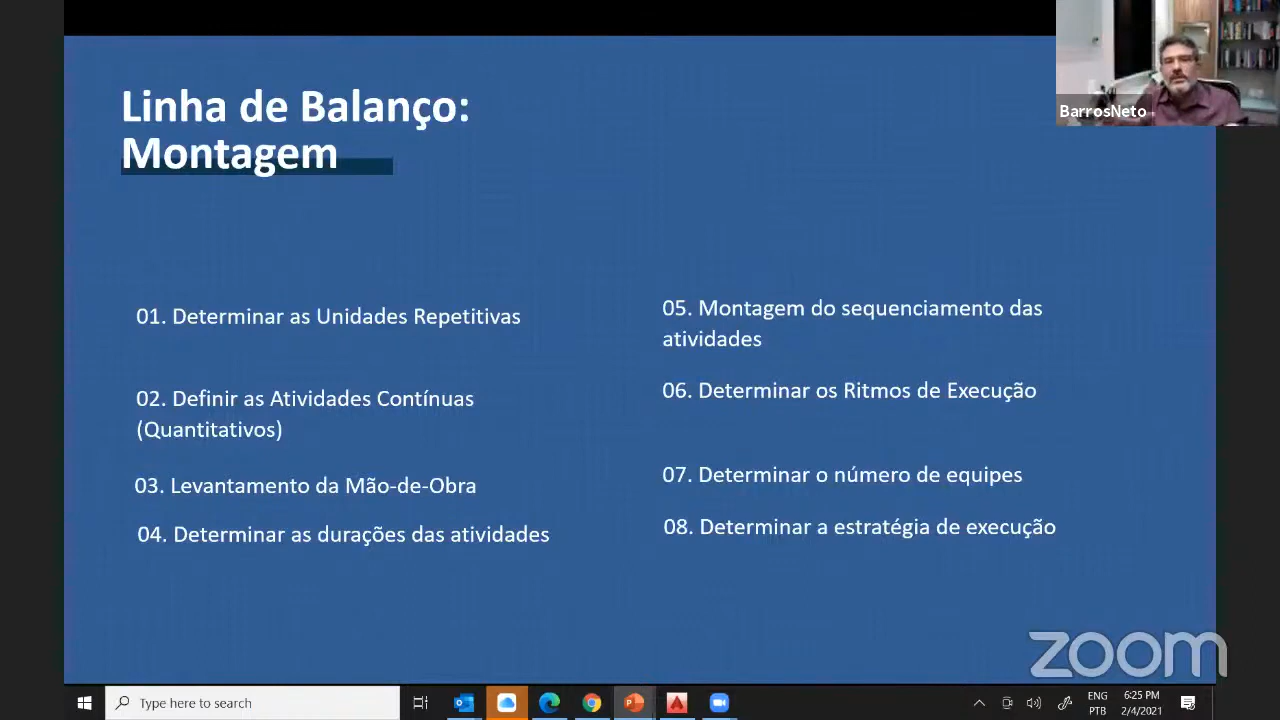 Linha de Balanço:
Montagem
BarrosNeto
01. Determinar as Unidades Repetitivas
02. Definir as Atividades Contínuas
(Quantitativos)
03. Levantamento da Mão-de-Obra
04. Determinar as durações das atividades
05. Montagem do sequenciamento das
atividades
06. Determinar os Ritmos de Execução
07. Determinar o número de equipes
08. Determinar a estratégia de execução
zoom
Type here to search
ENG
PTB
6:25 PM
2/4/2021